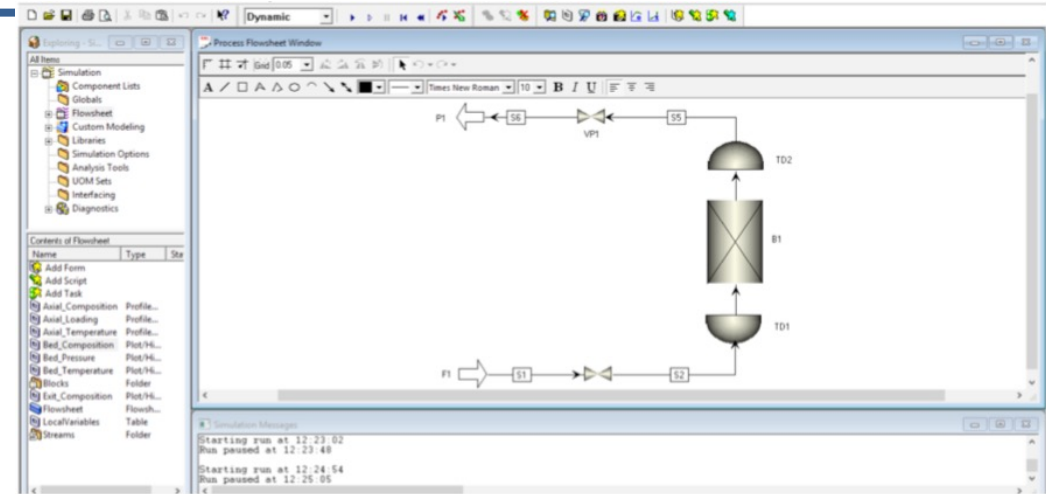 Dynamic
Exploring - Si...
All Items
Simulation
Component Lists
Globals
Flowsheet
Custom Modeling
Libraries
Simulation Options
Analysis Tools
UOM Sets
Interfacing
Diagnostics
Contents of Flowsheet
Name Type Sta
Add Form
Add Script
Add Task
Axial_Composition Profile...
Axial_Loading Profile...
Axial_Temperature Profile...
Bed_Composition Plot/Hi...
Bed_Pressure Plot/Hi...
Bed_Temperature Plot/Hi...
Blocks Folder
Exit_Composition Plot/Hi...
Flowsheet Flowsh...
LocalVariables Table
Streams Folder
Process Flowsheet Window
Grid 0.05
A Times New Roman 10 B I U
P1 S6 VP1 S5
TD2
B1
TD1
F1 S1 S2
Simulation Messages
Starting run at 12:23:02
Run paused at 12:23:48
Starting run at 12:24:54
Run paused at 12:25:05